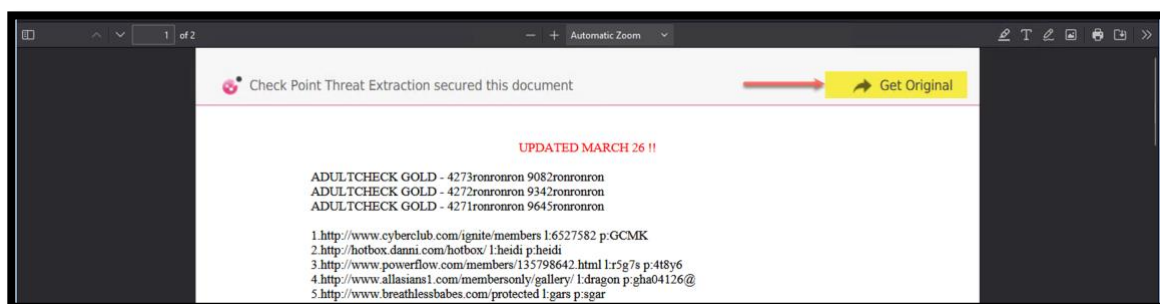 1 of 2
Automatic Zoom
Check Point Threat Extraction secured this document
Get Original
UPDATED MARCH 26 !!
ADULTCHECK GOLD - 4273ronronron 9082ronronron
ADULTCHECK GOLD - 4272ronronron 9342ronronron
ADULTCHECK GOLD - 4271ronronron 9645ronronron
1.http://www.cyberclub.com/ignite/members l:6527582 p:GCMK
2.http://hotbox.danni.com/hotbox/ l:heidi p:heidi
3.http://www.powerflow.com/members/135798642.html l:r5g7s p:4t8y6
4.http://www.allasians1.com/membersonly/gallery/ l:dragon p:gha04126@
5.http://www.breathlessbabes.com/protected l:gars p:sgar